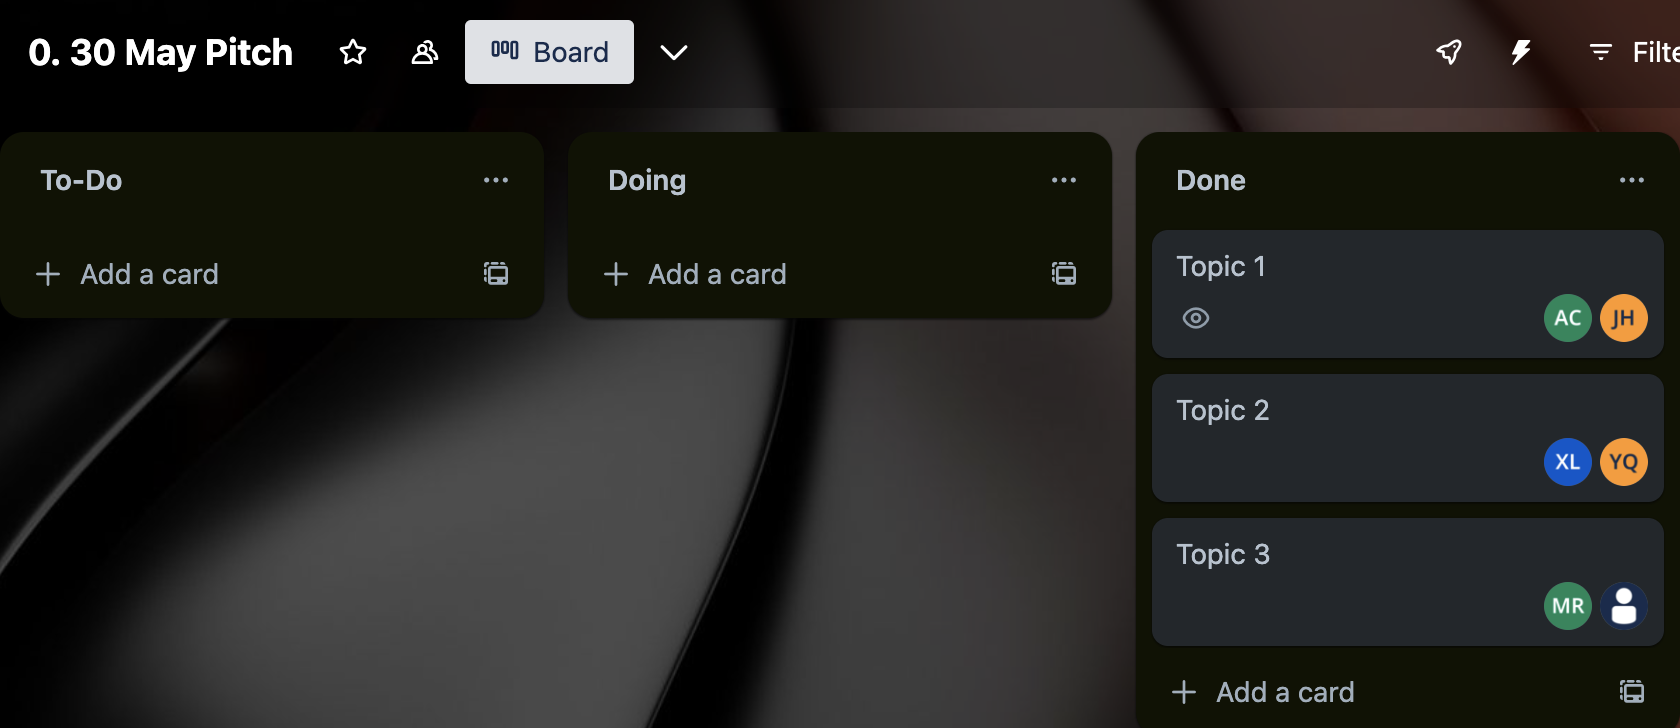 0. 30 May Pitch
Board
Filte
To-Do
Add a card
Doing
Add a card
Done
Topic 1
AC JH
Topic 2
XL YQ
Topic 3
MR
Add a card